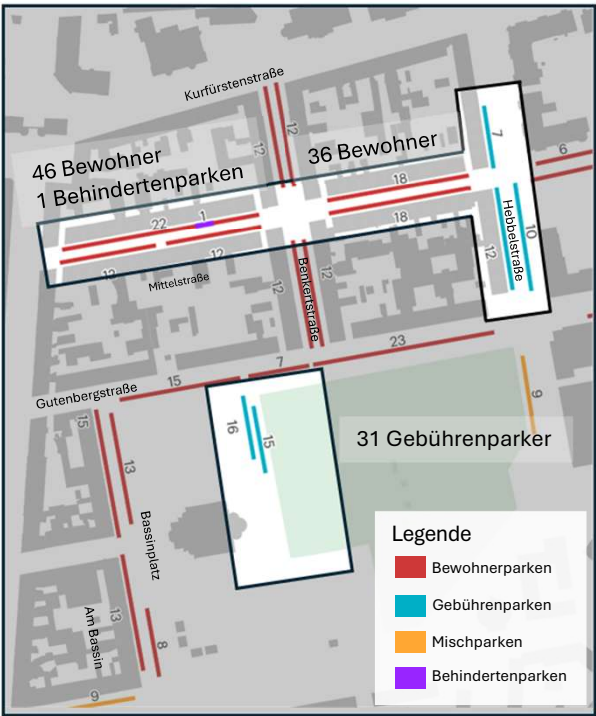 Kurfürstenstraße
12
12
7
46 Bewohner
1 Behindertenparken
36 Bewohner
6
18
22
1
18
12
12
Mittelstraße
12
12
Benkertstraße
12
Hebbelstraße
10
23
7
15
Gutenbergstraße
9
15
13
16
15
31 Gebührenparker
Bassinplatz
13
Am Bassin
8
9
Legende
Bewohnerparken
Gebührenparken
Mischparken
Behindertenparken